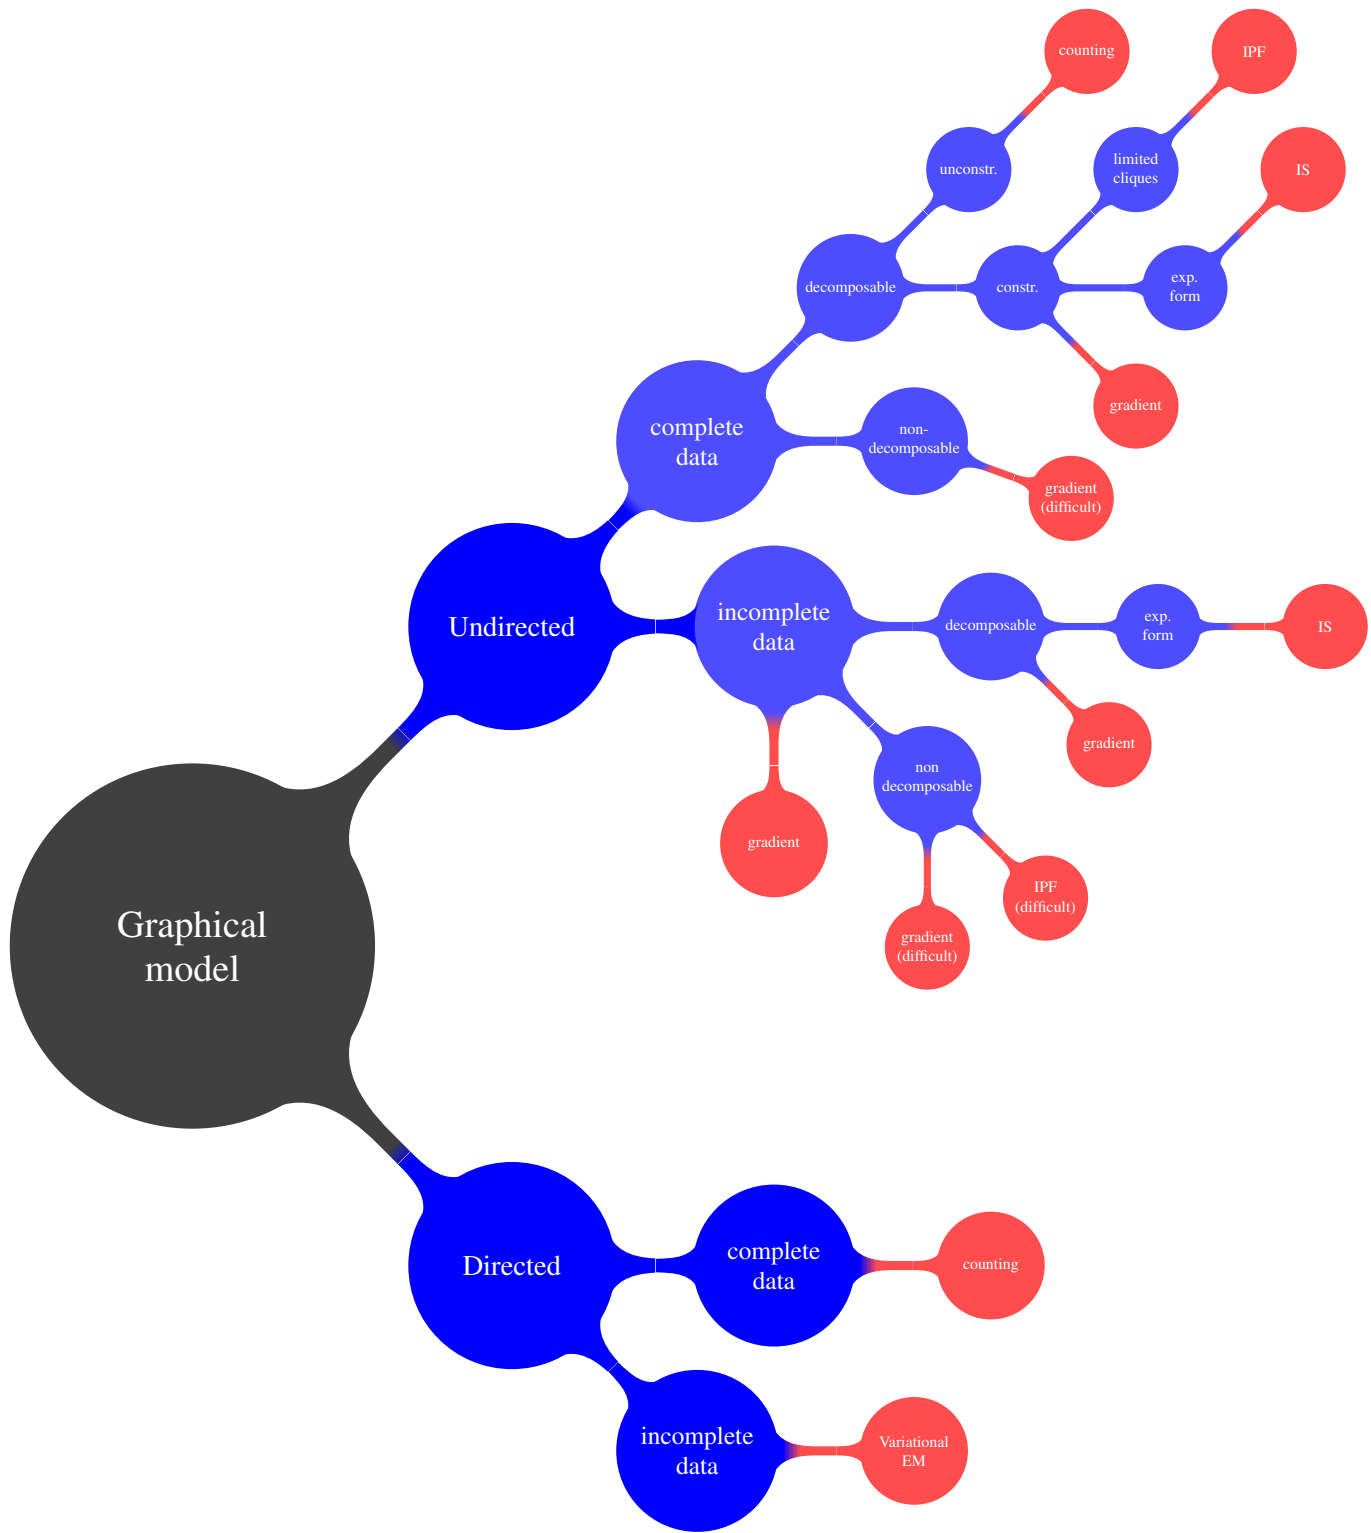 counting
IPF
unconstr.
limited
cliques
IS
decomposable
constr.
exp.
form
gradient
complete
data
non-
decomposable
gradient
(difficult)
Undirected
incomplete
data
decomposable
exp.
form
IS
gradient
non
decomposable
gradient
IPF
(difficult)
gradient
(difficult)
Graphical
model
Directed
complete
data
counting
incomplete
data
Variational
EM